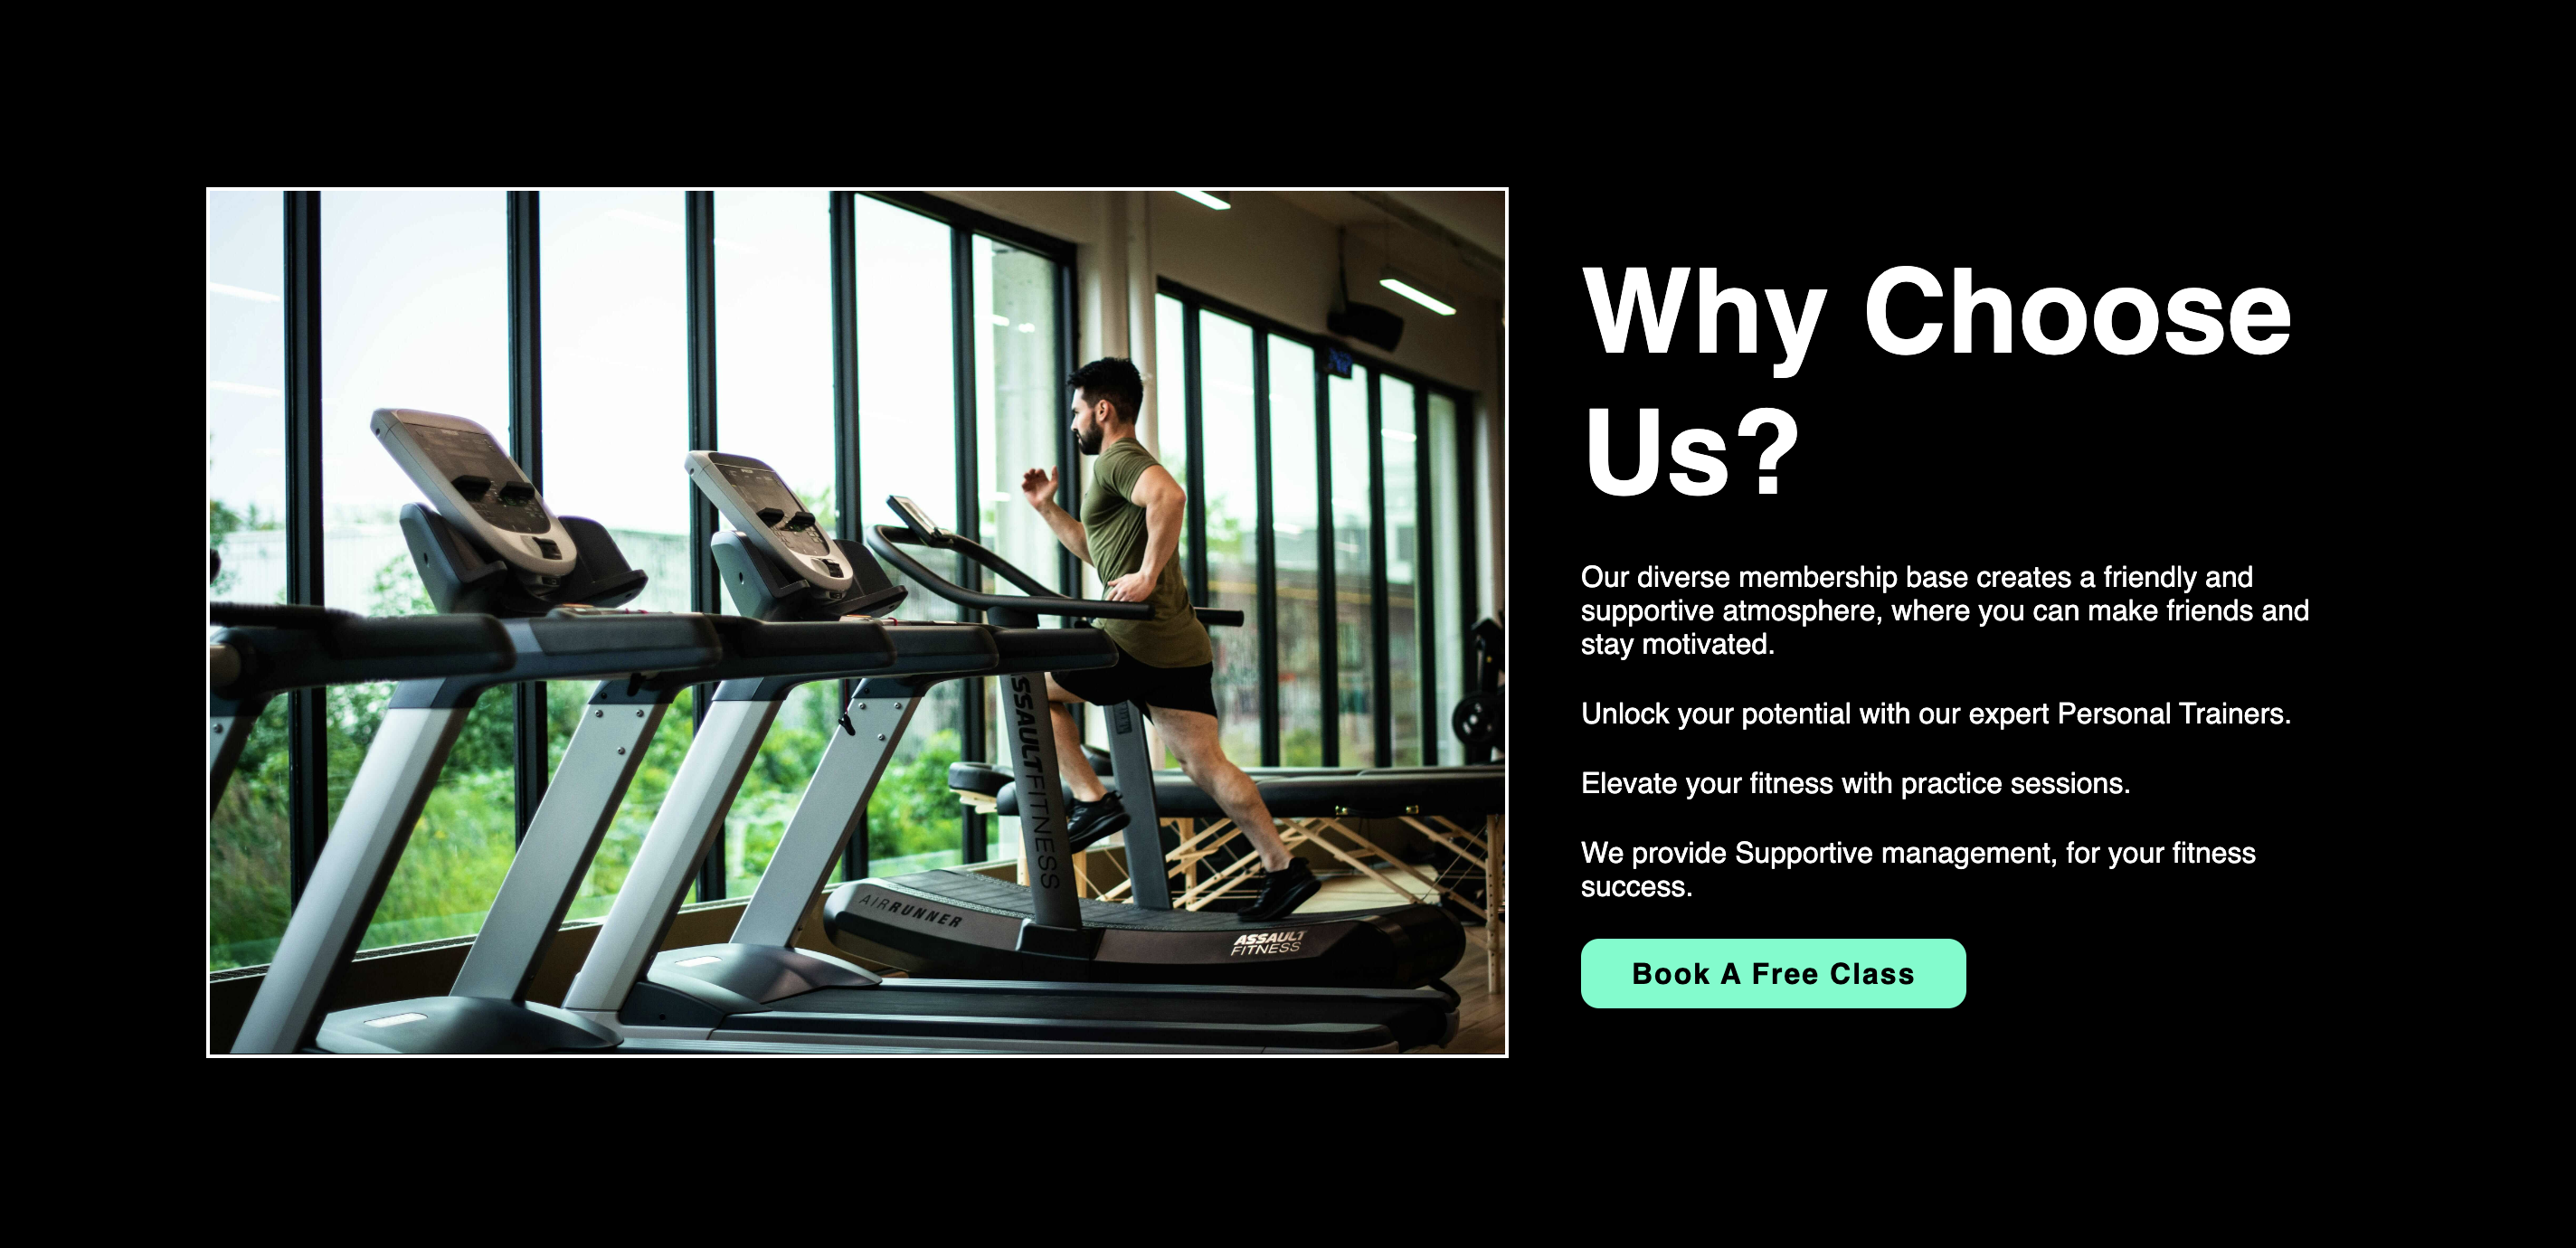 Why Choose
Us?
Our diverse membership base creates a friendly and
supportive atmosphere, where you can make friends and
stay motivated.
Unlock your potential with our expert Personal Trainers.
Elevate your fitness with practice sessions.
We provide Supportive management, for your fitness
success.
Book A Free Class
SSAULTFITNESS
AIRRUNNER
ASSAULT
FITNESS